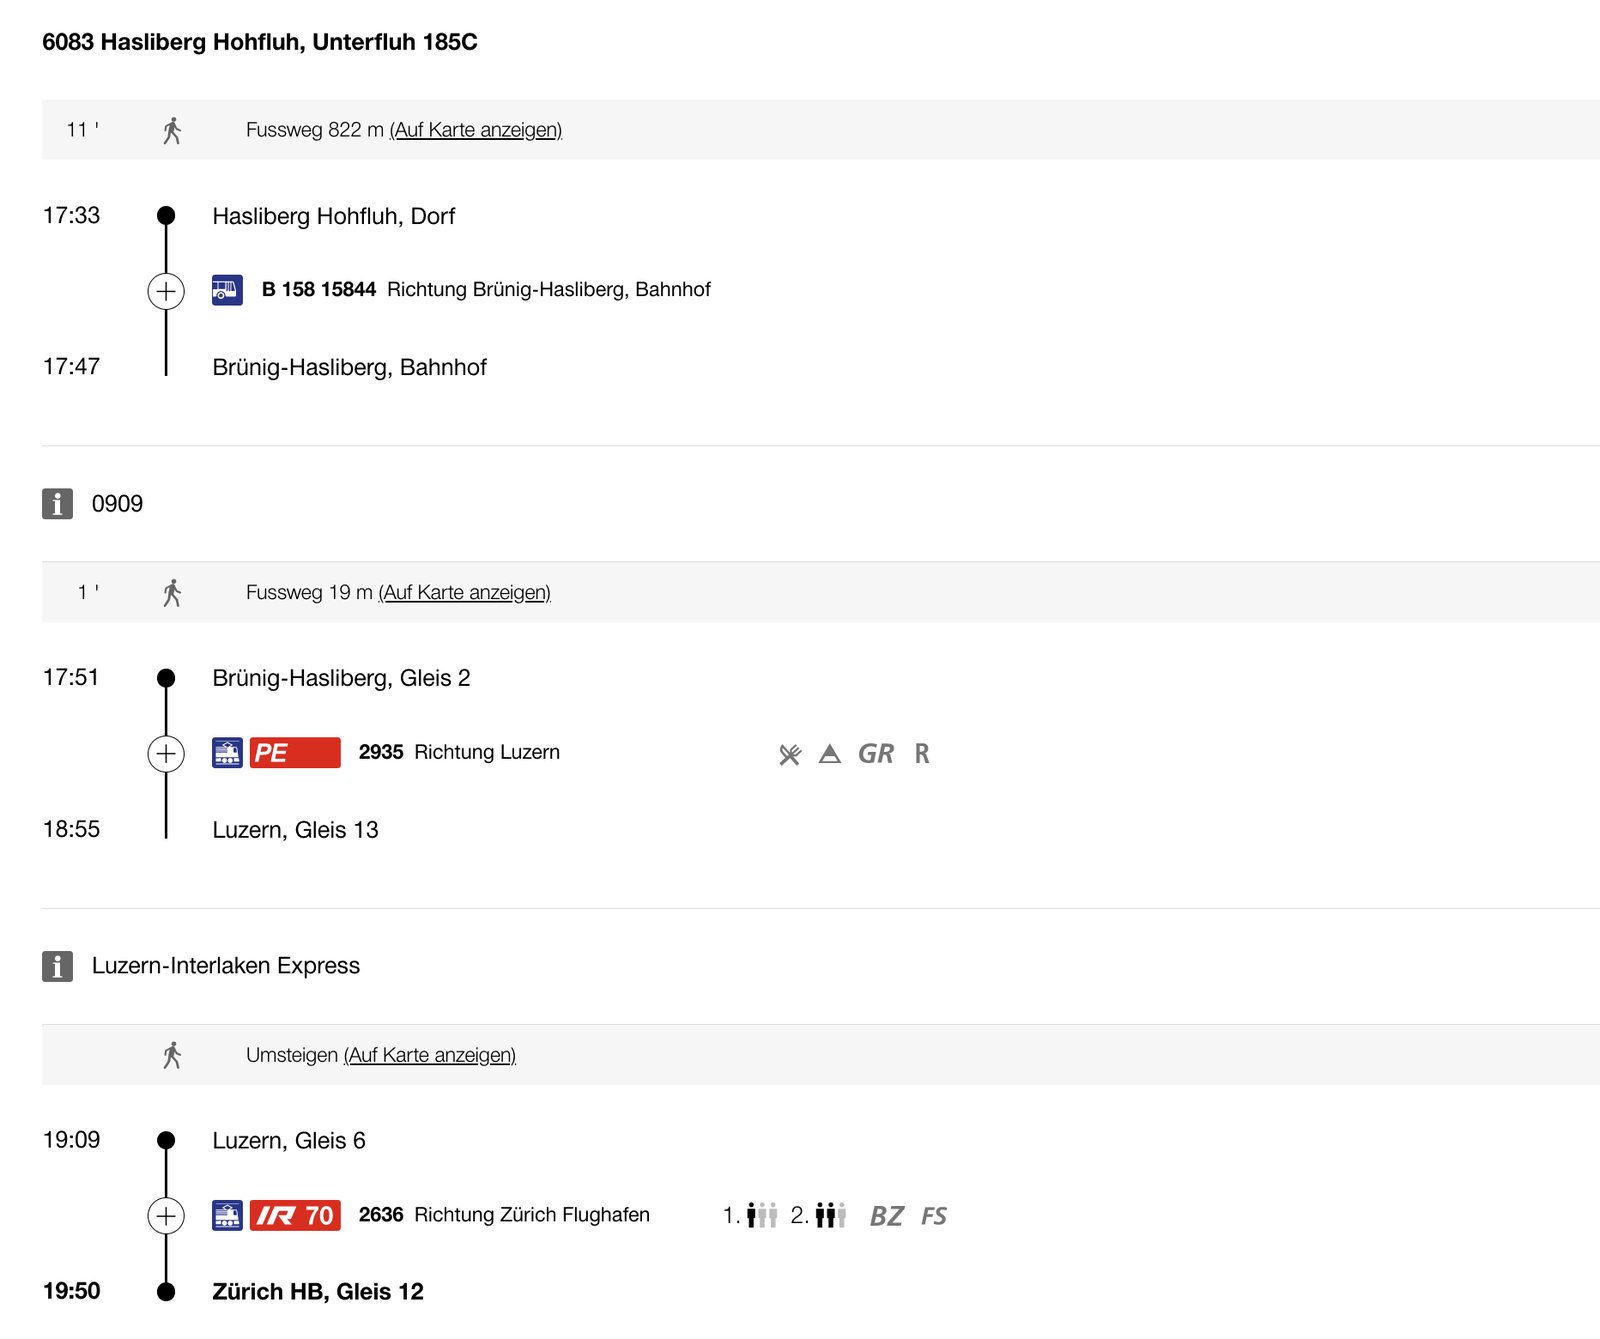 6083 Hasliberg Hohfluh, Unterfluh 185C
11 ' Fussweg 822 m (Auf Karte anzeigen)
17:33 Hasliberg Hohfluh, Dorf
B 158 15844 Richtung Brünig-Hasliberg, Bahnhof
17:47 Brünig-Hasliberg, Bahnhof
i 0909
1 ' Fussweg 19 m (Auf Karte anzeigen)
17:51 Brünig-Hasliberg, Gleis 2
PE 2935 Richtung Luzern GR R
18:55 Luzern, Gleis 13
i Luzern-Interlaken Express
Umsteigen (Auf Karte anzeigen)
19:09 Luzern, Gleis 6
IR 70 2636 Richtung Zürich Flughafen 1. 2. BZ FS
19:50 Zürich HB, Gleis 12